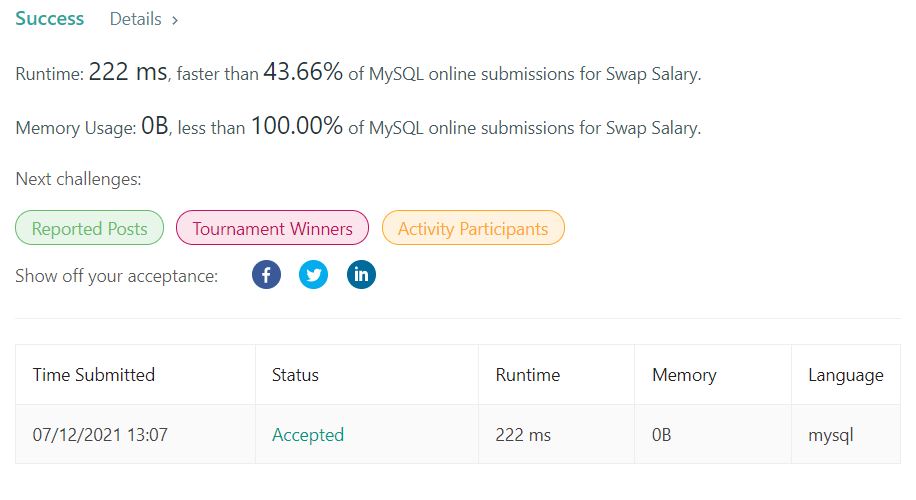 Success Details >
Runtime: 222 ms, faster than 43.66% of MySQL online submissions for Swap Salary.
Memory Usage: 0B, less than 100.00% of MySQL online submissions for Swap Salary.
Next challenges:
Reported Posts Tournament Winners Activity Participants
Show off your acceptance: f in
Time Submitted Status Runtime Memory Language
07/12/2021 13:07 Accepted 222 ms 0B mysql